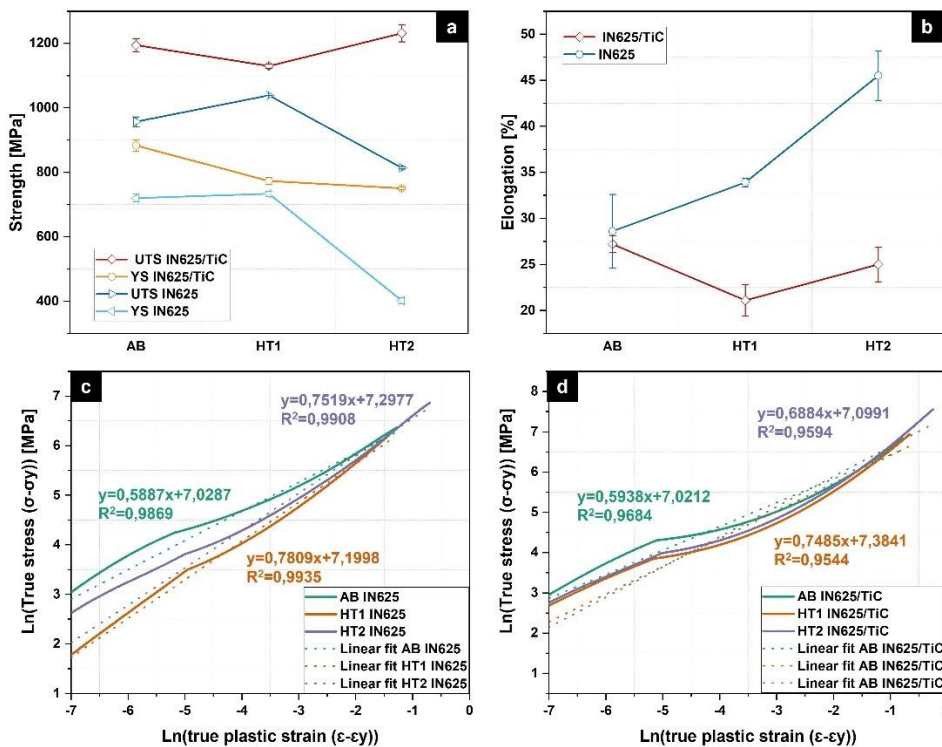 a
Strength [MPa]
1200
1000
800
600
400
UTS IN625/TiC
YS IN625/TiC
UTS IN625
YS IN625
AB HT1 HT2
b
Elongation [%]
50
45
40
35
30
25
20
IN625/TiC
IN625
AB HT1 HT2
c
Ln(True stress (σ-σy)) [MPa]
7
6
5
4
3
2
1
y=0,7519x+7,2977
R²=0,9908
y=0,5887x+7,0287
R²=0,9869
y=0,7809x+7,1998
R²=0,9935
AB IN625
HT1 IN625
HT2 IN625
Linear fit AB IN625
Linear fit HT1 IN625
Linear fit HT2 IN625
-7 -6 -5 -4 -3 -2 -1 0
Ln(true plastic strain (ε-εy))
d
Ln(True stress (σ-σy)) [MPa]
8
7
6
5
4
3
2
1
y=0,6884x+7,0991
R²=0,9594
y=0,5938x+7,0212
R²=0,9684
y=0,7485x+7,3841
R²=0,9544
AB IN625/TiC
HT1 IN625/TiC
HT2 IN625/TiC
Linear fit AB IN625/TiC
Linear fit AB IN625/TiC
Linear fit AB IN625/TiC
-7 -6 -5 -4 -3 -2 -1
Ln(true plastic strain (ε-εy))